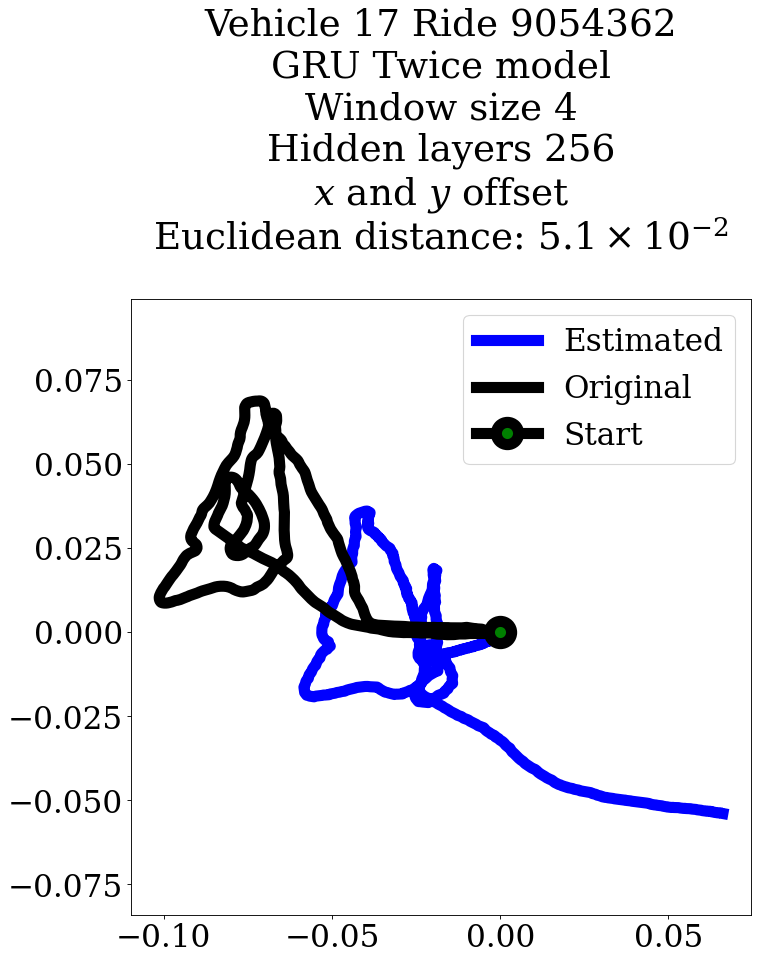 Vehicle 17 Ride 9054362
GRU Twice model
Window size 4
Hidden layers 256
x and y offset
Euclidean distance: 5.1 × 10⁻²
Estimated
Original
Start
0.075
0.050
0.025
0.000
−0.025
−0.050
−0.075
−0.10
−0.05
0.00
0.05